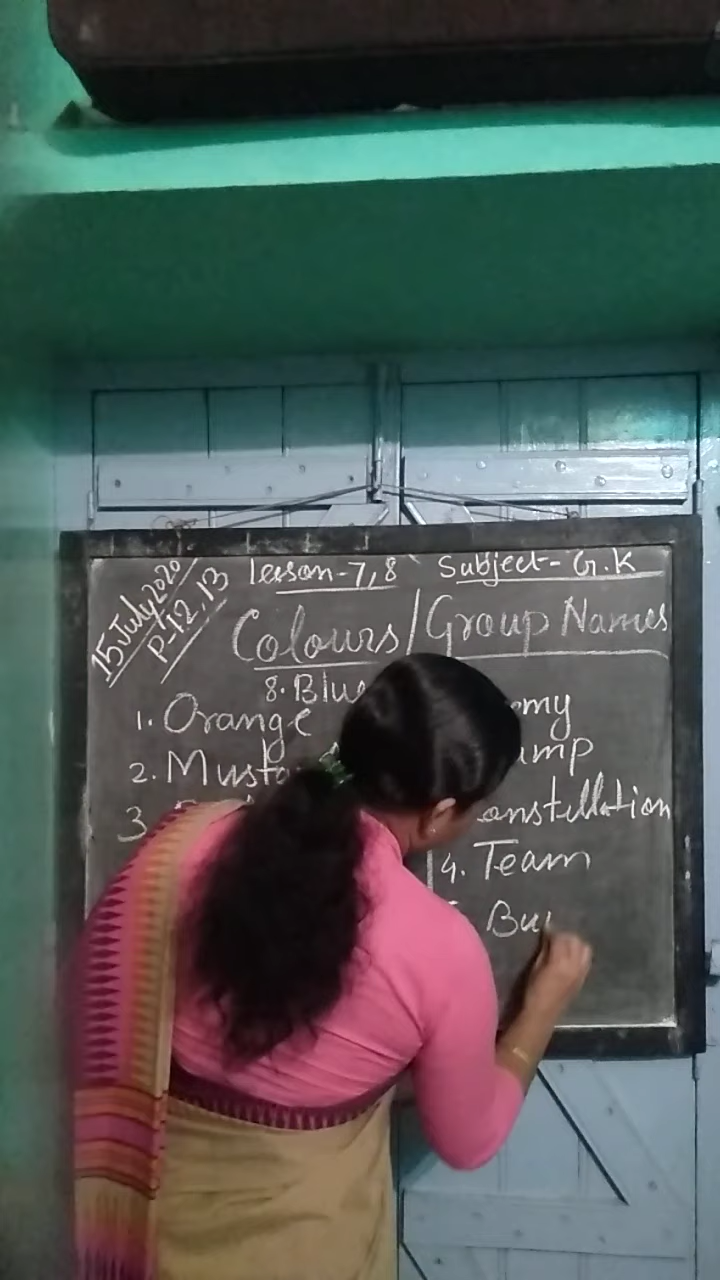 15 July 2020
P-12, 13
lesson-7,8 Subject- G.K
Colours/Group Names
8. Blue
1. Orange
2. Musta
3.
emy
ump
onstellation
4. Team
Bu